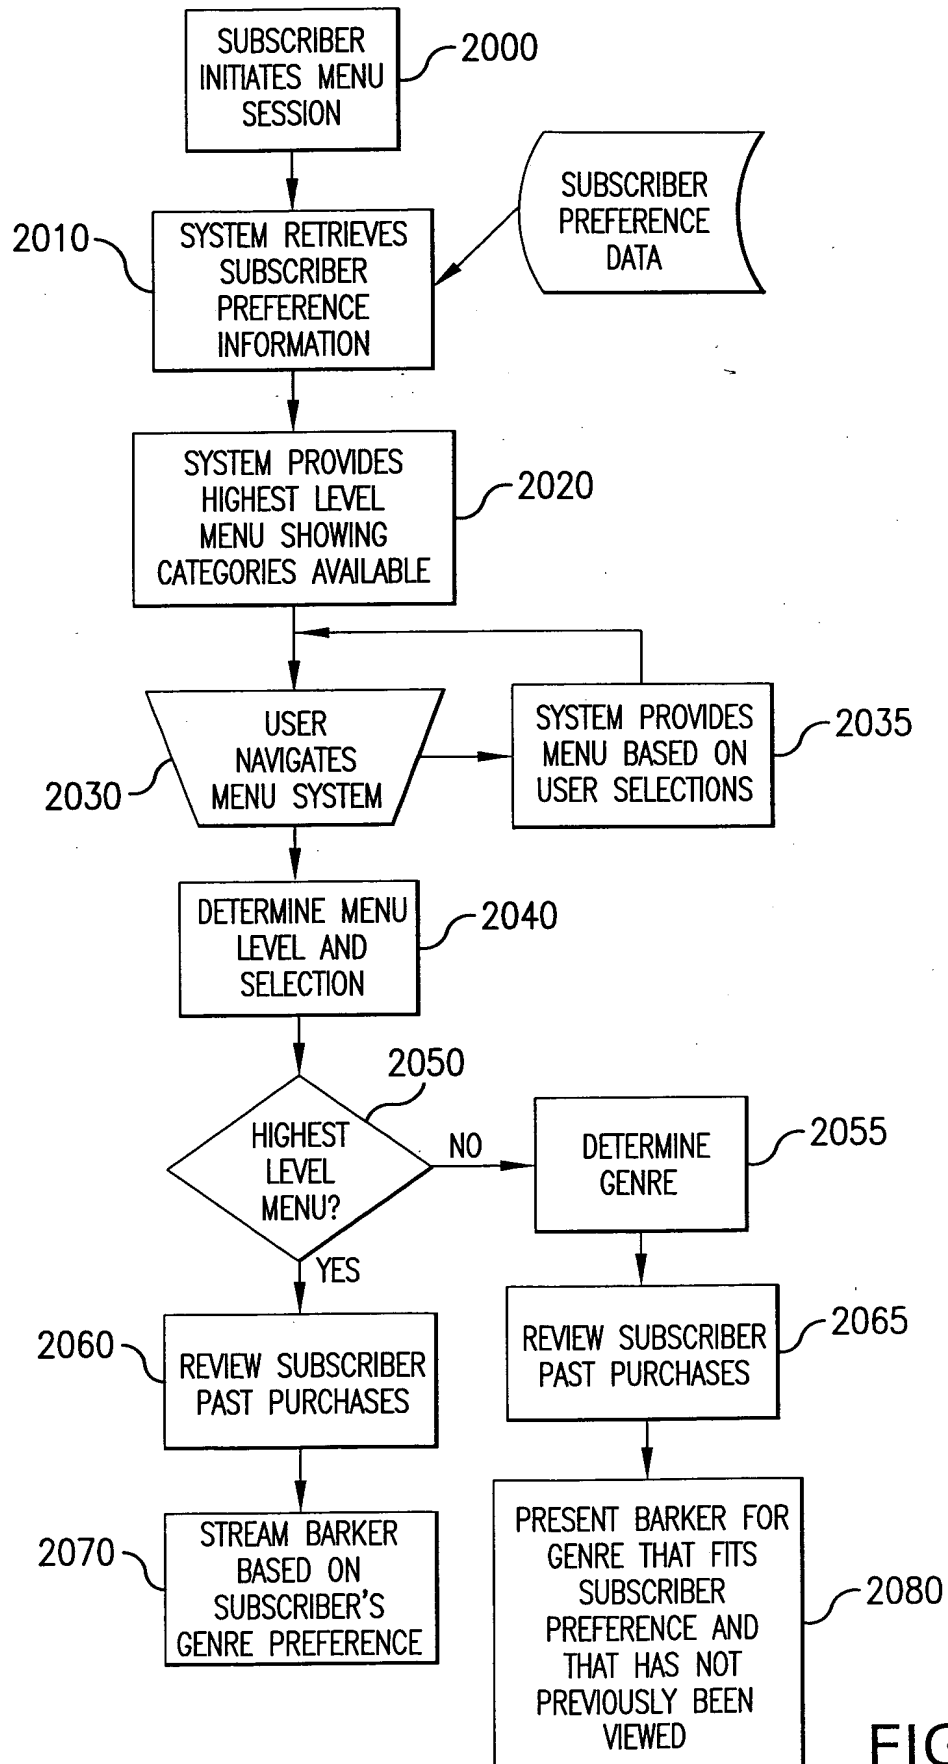 SUBSCRIBER
INITIATES MENU
SESSION
2000
SUBSCRIBER
PREFERENCE
DATA
2010
SYSTEM RETRIEVES
SUBSCRIBER
PREFERENCE
INFORMATION
SYSTEM PROVIDES
HIGHEST LEVEL
MENU SHOWING
CATEGORIES AVAILABLE
2020
USER
NAVIGATES
MENU SYSTEM
2030
SYSTEM PROVIDES
MENU BASED ON
USER SELECTIONS
2035
DETERMINE MENU
LEVEL AND
SELECTION
2040
2050
HIGHEST
LEVEL
MENU?
NO
YES
DETERMINE
GENRE
2055
2060
REVIEW SUBSCRIBER
PAST PURCHASES
REVIEW SUBSCRIBER
PAST PURCHASES
2065
2070
STREAM BARKER
BASED ON
SUBSCRIBER'S
GENRE PREFERENCE
PRESENT BARKER FOR
GENRE THAT FITS
SUBSCRIBER
PREFERENCE AND
THAT HAS NOT
PREVIOUSLY BEEN
VIEWED
2080
FIG